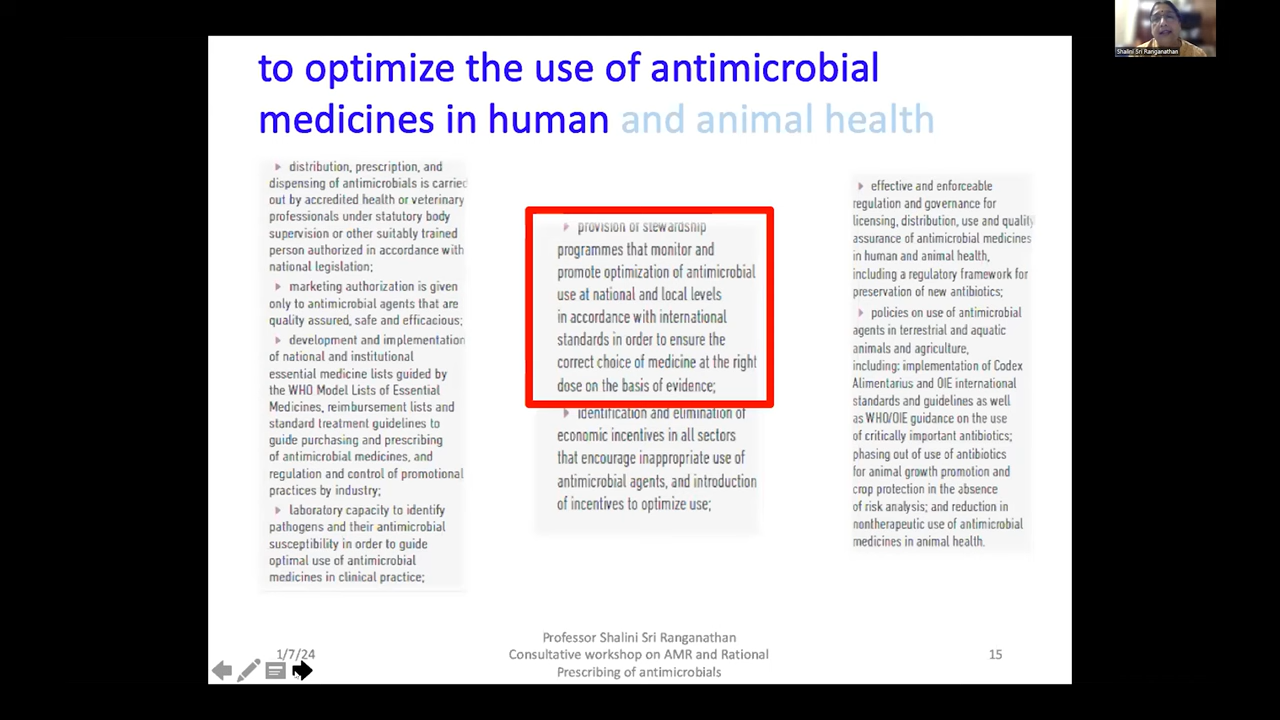 to optimize the use of antimicrobial
medicines in human and animal health
distribution, prescription, and
dispensing of antimicrobials is carried
out by accredited health or veterinary
professionals under statutory body
supervision or other suitably trained
person authorized in accordance with
national legislation;
marketing authorization is given
only to antimicrobial agents that are
quality assured, safe and efficacious;
development and implementation
of national and institutional
essential medicine lists guided by
the WHO Model Lists of Essential
Medicines, reimbursement lists and
standard treatment guidelines to
guide purchasing and prescribing
of antimicrobial medicines, and
regulation and control of promotional
practices by industry;
laboratory capacity to identify
pathogens and their antimicrobial
susceptibility in order to guide
optimal use of antimicrobial
medicines in clinical practice;
provision of stewardship
programmes that monitor and
promote optimization of antimicrobial
use at national and local levels
in accordance with international
standards in order to ensure the
correct choice of medicine at the right
dose on the basis of evidence;
identification and elimination of
economic incentives in all sectors
that encourage inappropriate use of
antimicrobial agents, and introduction
of incentives to optimize use;
effective and enforceable
regulation and governance for
licensing, distribution, use and quality
assurance of antimicrobial medicines
in human and animal health,
including a regulatory framework for
preservation of new antibiotics;
policies on use of antimicrobial
agents in terrestrial and aquatic
animals and agriculture,
including: implementation of Codex
Alimentarius and OIE international
standards and guidelines as well
as WHO/OIE guidance on the use
of critically important antibiotics;
phasing out of use of antibiotics
for animal growth promotion and
crop protection in the absence
of risk analysis; and reduction in
nontherapeutic use of antimicrobial
medicines in animal health.
1/7/24
Professor Shalini Sri Ranganathan
Consultative workshop on AMR and Rational
Prescribing of antimicrobials
15
Shalini Sri Ranganathan